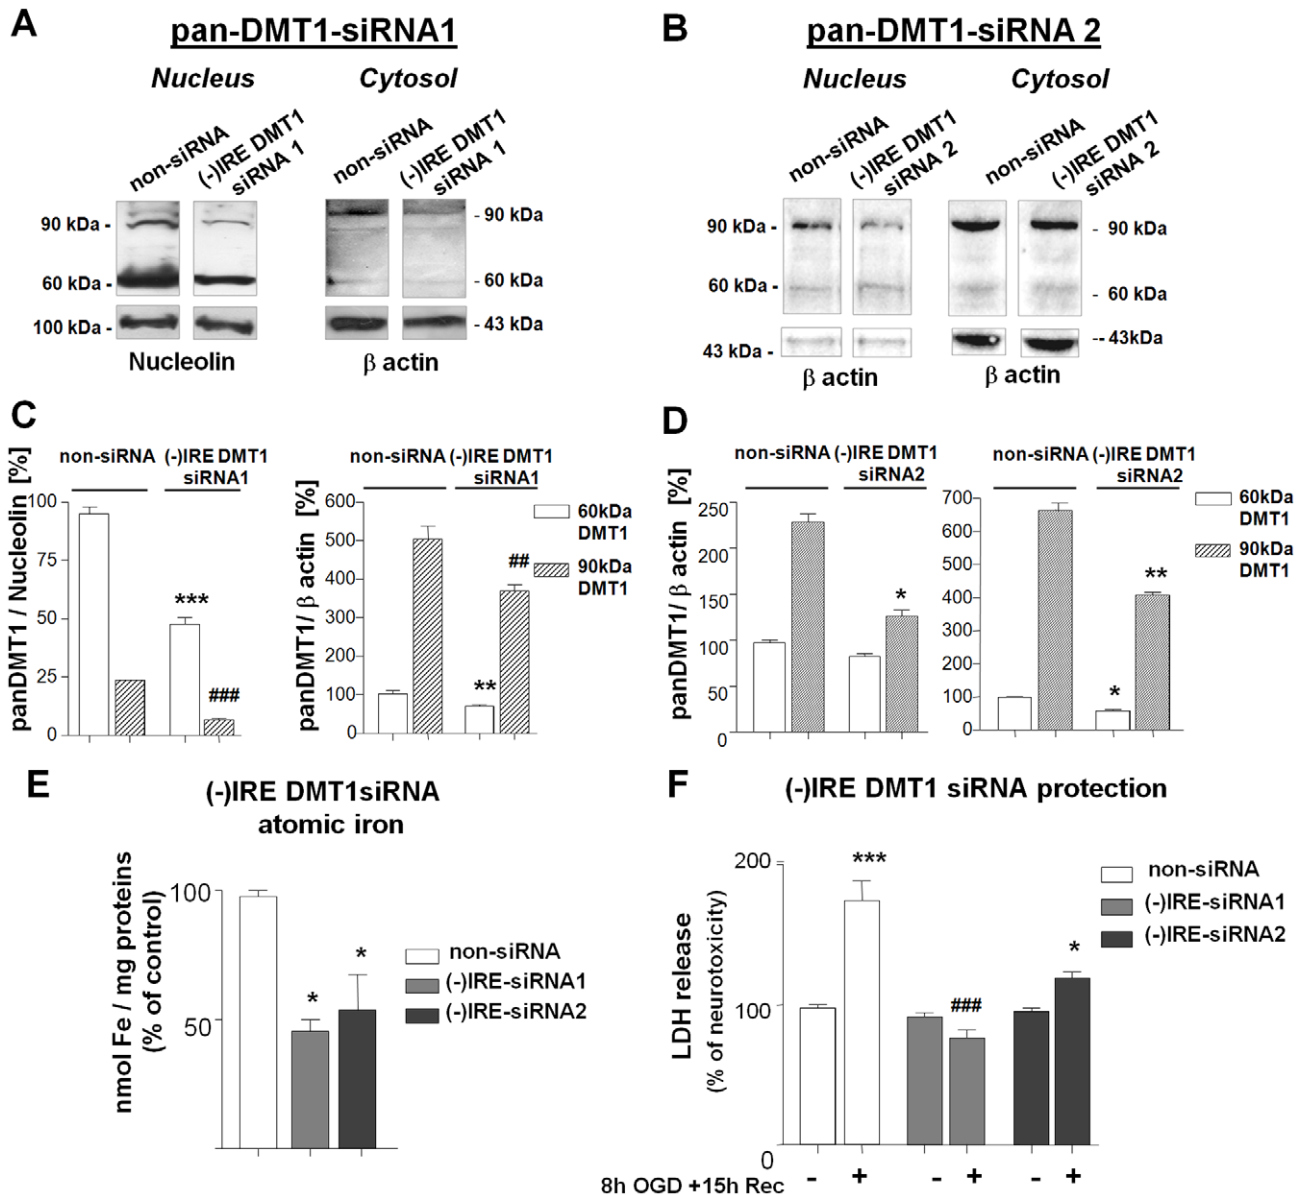 A
pan-DMT1-siRNA1
Nucleus
Cytosol
non-siRNA
(-)IRE DMT1
siRNA 1
non-siRNA
(-)IRE DMT1
siRNA 1
90 kDa -
60 kDa -
100 kDa -
- 90 kDa
- 60 kDa
- 43 kDa
Nucleolin
β actin
B
pan-DMT1-siRNA 2
Nucleus
Cytosol
non-siRNA
(-)IRE DMT1
siRNA 2
non-siRNA
(-)IRE DMT1
siRNA 2
90 kDa -
60 kDa -
43 kDa -
- 90 kDa
- 60 kDa
-- 43kDa
β actin
β actin
C
non-siRNA
(-)IRE DMT1
siRNA1
panDMT1 / Nucleolin [%]
100
75
50
25
0
***
###
non-siRNA
(-)IRE DMT1
siRNA1
panDMT1/ β actin [%]
600
500
400
300
200
100
0
**
##
60kDa
DMT1
90kDa
DMT1
D
non-siRNA
(-)IRE DMT1
siRNA2
panDMT1/ β actin [%]
250
200
150
100
50
0
*
non-siRNA
(-)IRE DMT1
siRNA2
700
600
500
400
300
200
100
0
*
**
60kDa
DMT1
90kDa
DMT1
E
(-)IRE DMT1siRNA
atomic iron
nmol Fe / mg proteins
(% of control)
100
50
*
*
non-siRNA
(-)IRE-siRNA1
(-)IRE-siRNA2
F
(-)IRE DMT1 siRNA protection
LDH release
(% of neurotoxicity)
200
100
0
***
###
*
non-siRNA
(-)IRE-siRNA1
(-)IRE-siRNA2
8h OGD +15h Rec - + - + - +